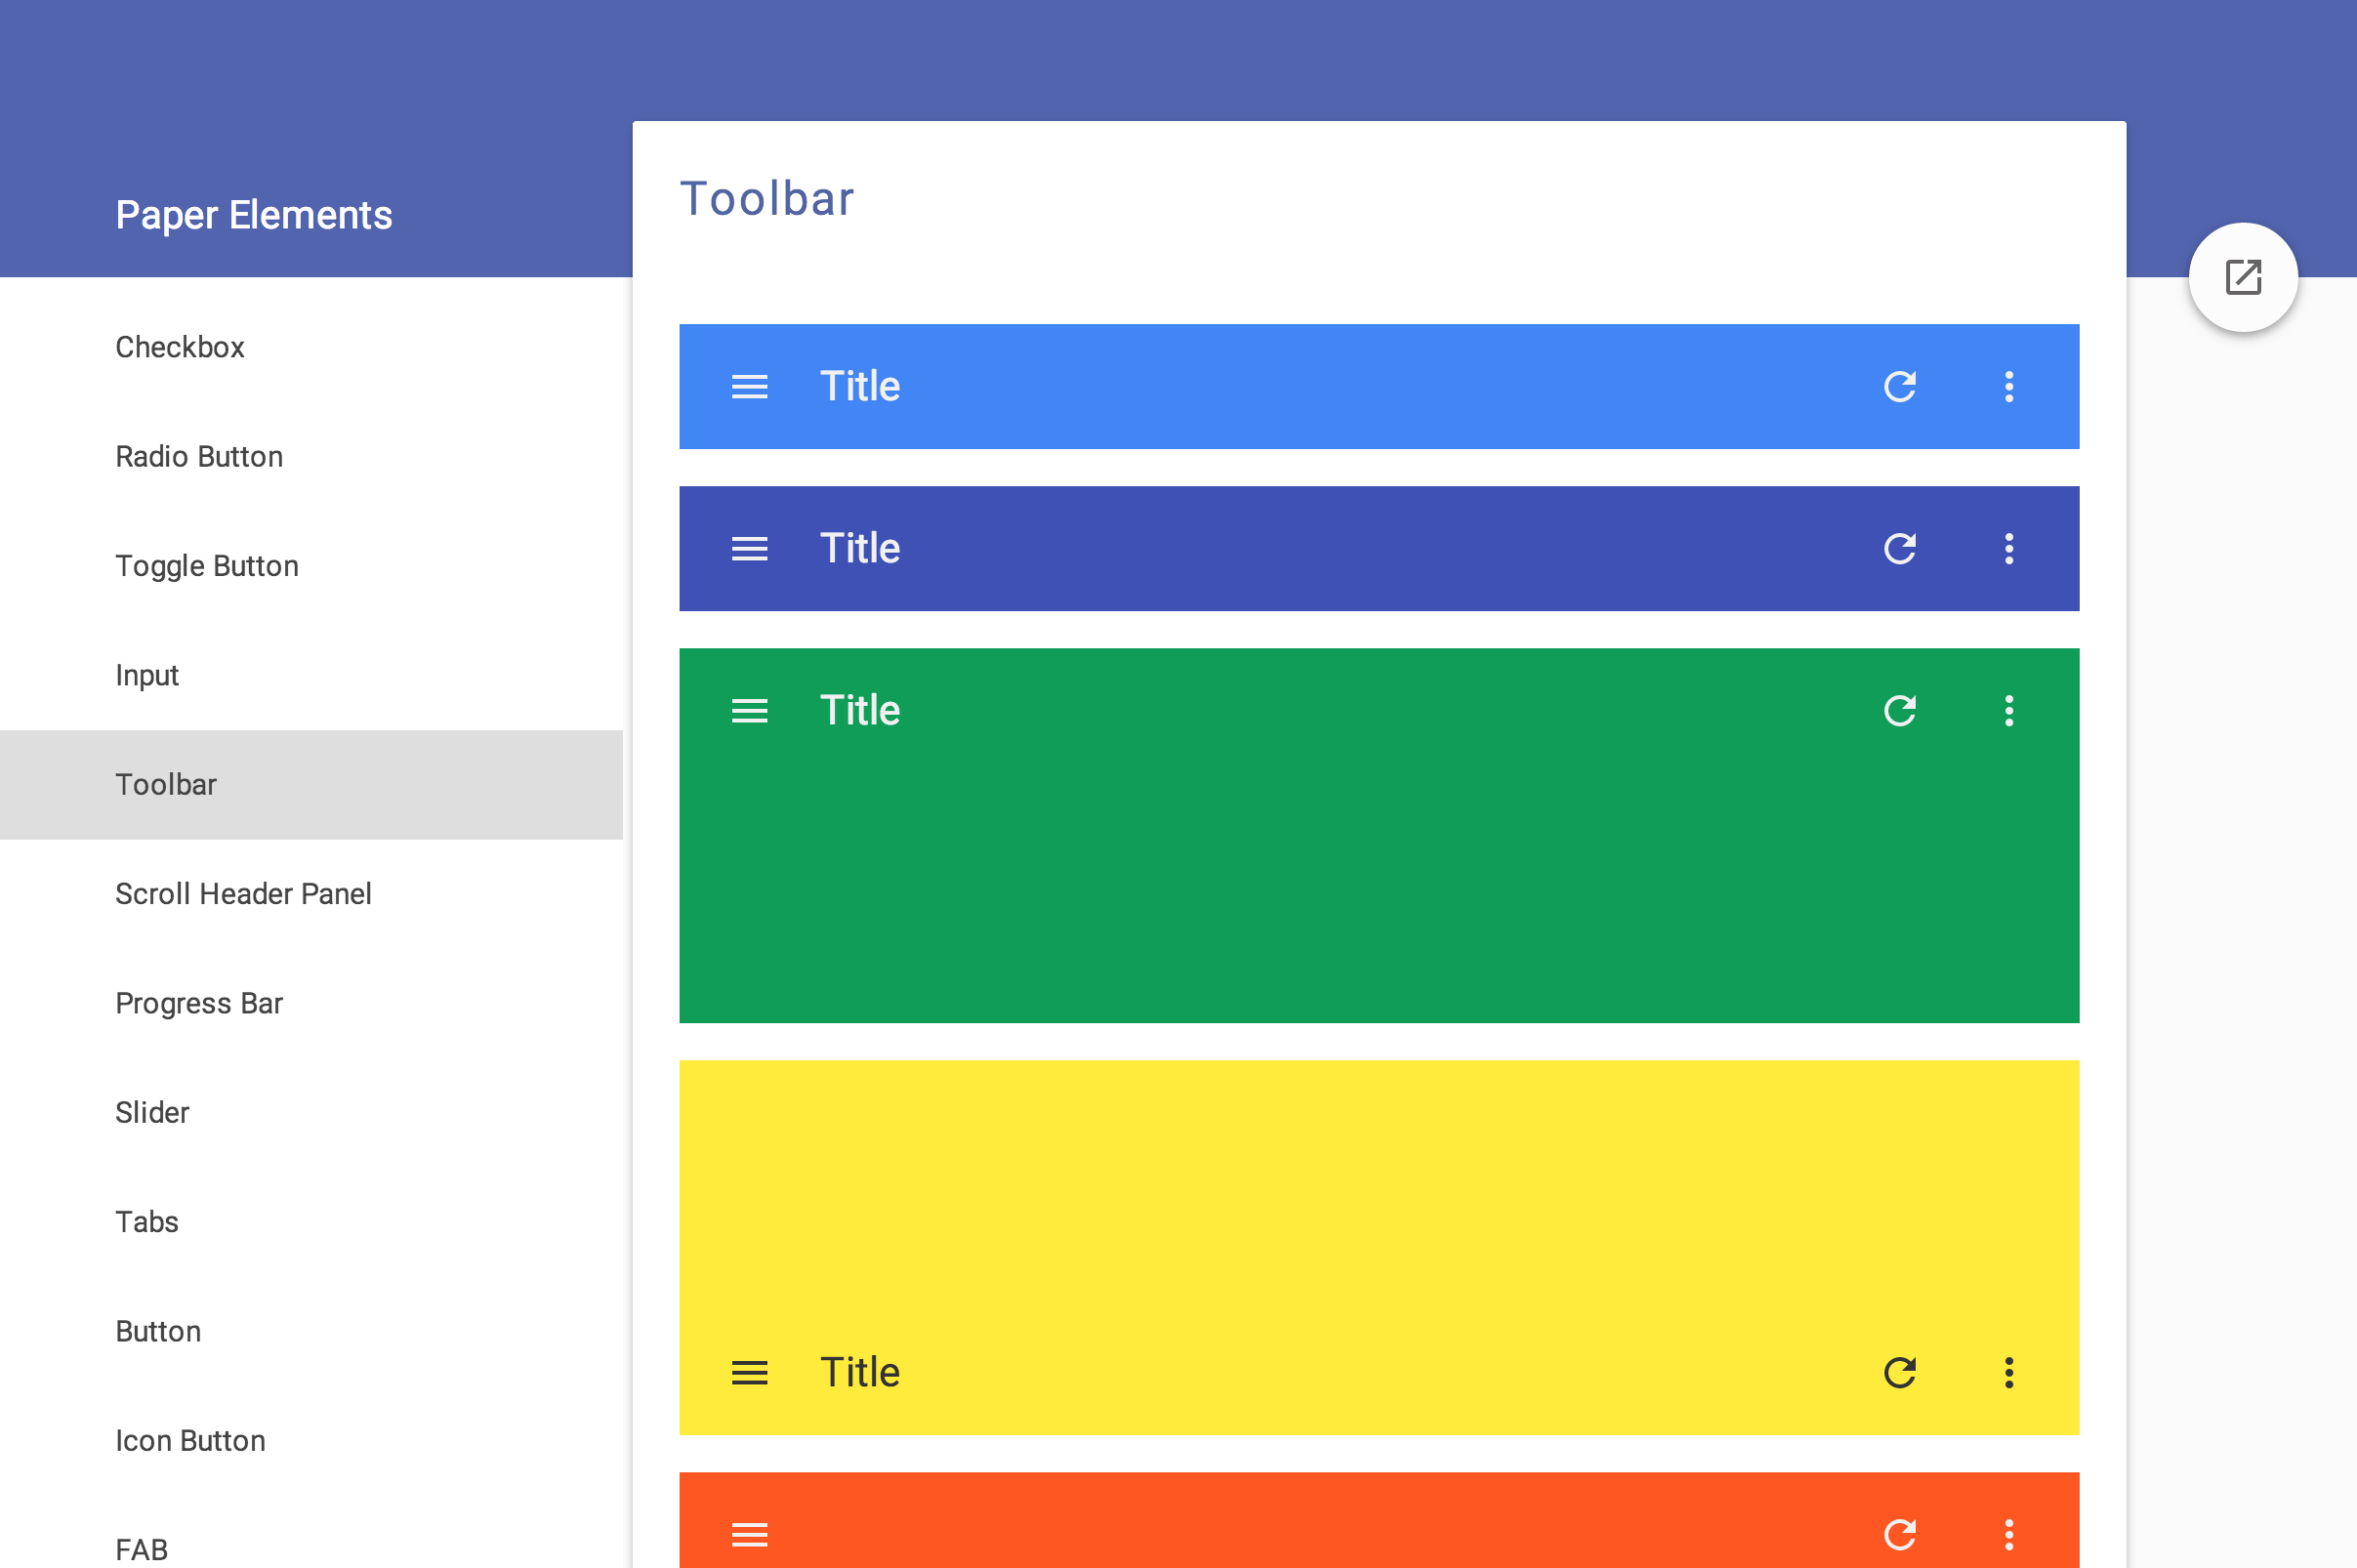 Paper Elements
Checkbox
Radio Button
Toggle Button
Input
Toolbar
Scroll Header Panel
Progress Bar
Slider
Tabs
Button
Icon Button
FAB
Toolbar
Title
Title
Title
Title